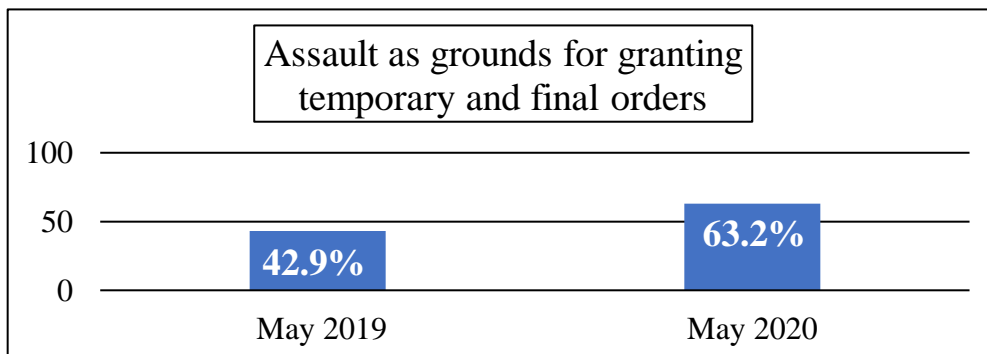 Assault as grounds for granting
temporary and final orders
100
50
0
42.9%
63.2%
May 2019
May 2020